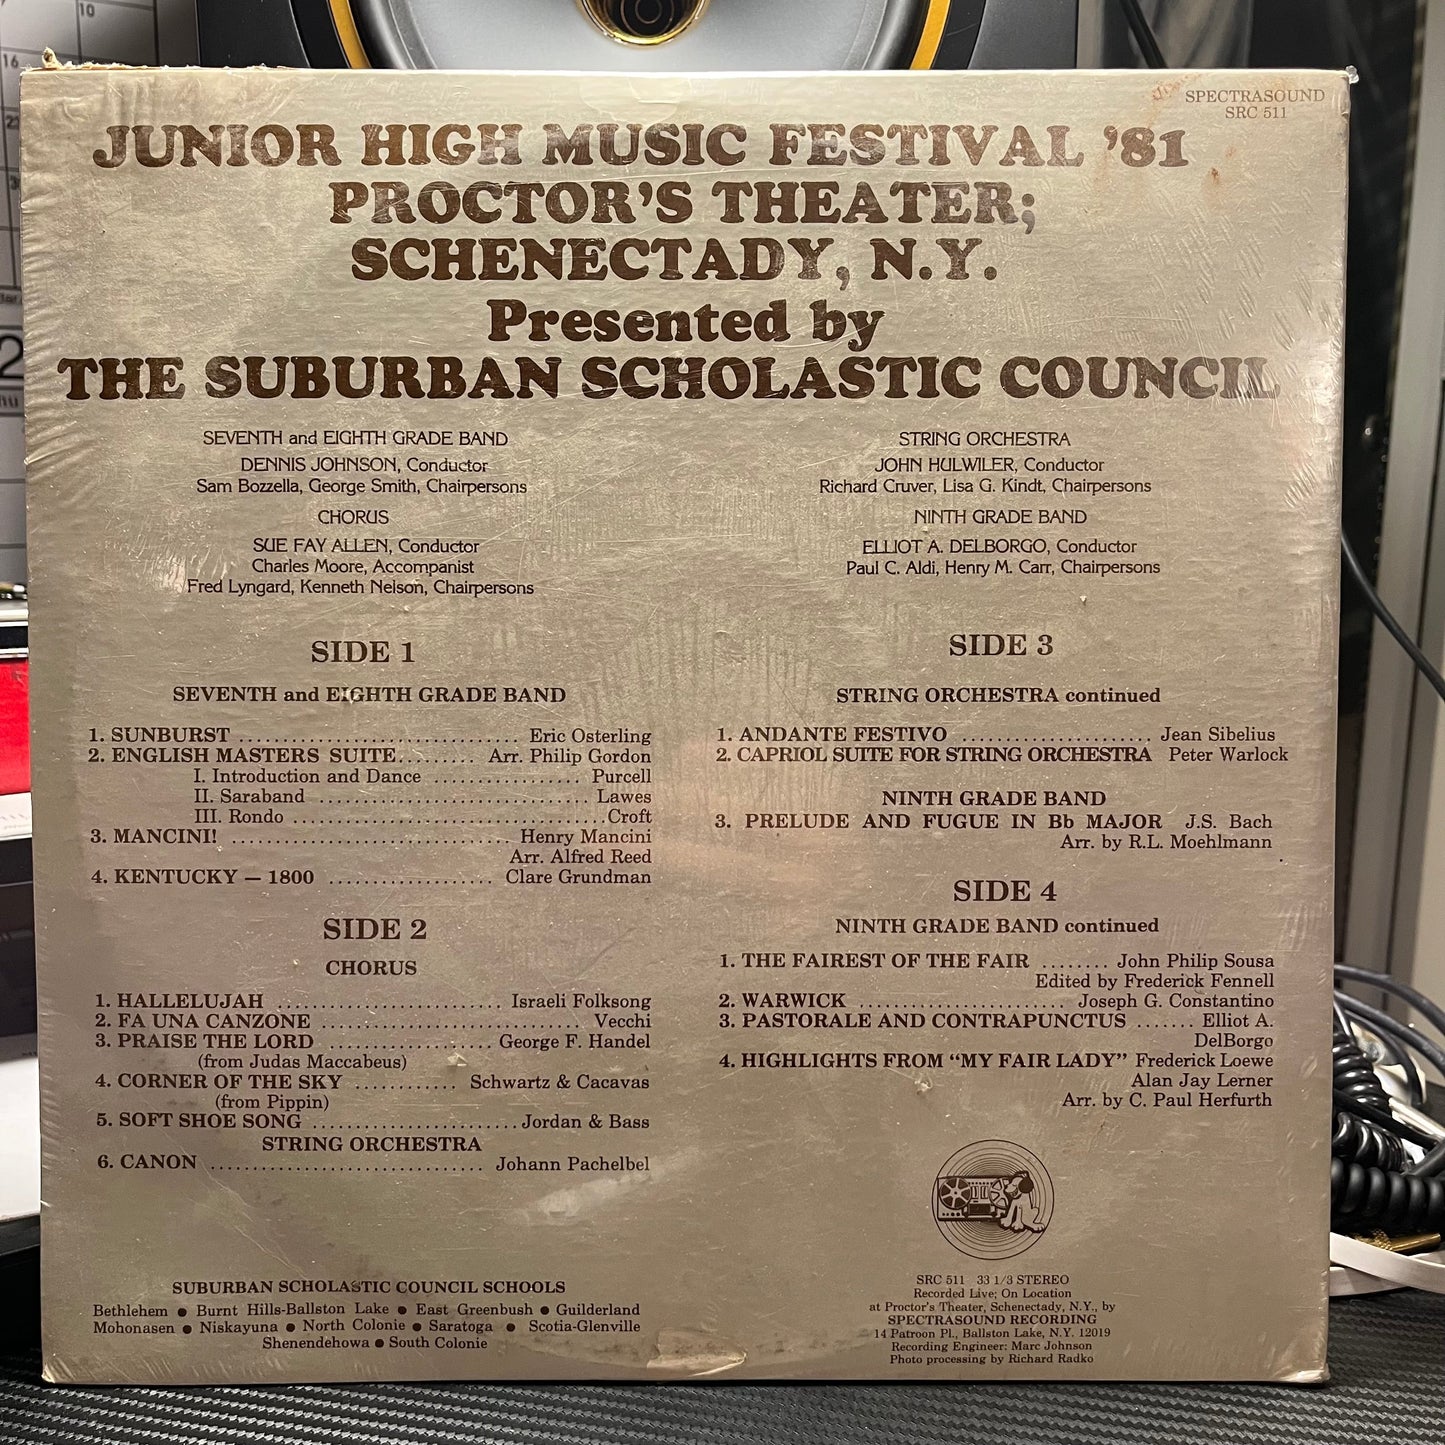 SPECTRASOUND
SRC 511
JUNIOR HIGH MUSIC FESTIVAL '81
PROCTOR'S THEATER;
SCHENECTADY, N.Y.
Presented by
THE SUBURBAN SCHOLASTIC COUNCIL
SEVENTH and EIGHTH GRADE BAND
DENNIS JOHNSON, Conductor
Sam Bozzella, George Smith, Chairpersons
CHORUS
SUE FAY ALLEN, Conductor
Charles Moore, Accompanist
Fred Lyngard, Kenneth Nelson, Chairpersons
STRING ORCHESTRA
JOHN HULWILER, Conductor
Richard Cruver, Lisa G. Kindt, Chairpersons
NINTH GRADE BAND
ELLIOT A. DELBORGO, Conductor
Paul C. Aldi, Henry M. Carr, Chairpersons
SIDE 1
SEVENTH and EIGHTH GRADE BAND
1. SUNBURST ................................ Eric Osterling
2. ENGLISH MASTERS SUITE......... Arr. Philip Gordon
I. Introduction and Dance ................. Purcell
II. Saraband ............................... Lawes
III. Rondo ....................................Croft
3. MANCINI! ................................ Henry Mancini
Arr. Alfred Reed
4. KENTUCKY — 1800 ................... Clare Grundman
SIDE 2
CHORUS
1. HALLELUJAH .......................... Israeli Folksong
2. FA UNA CANZONE .............................. Vecchi
3. PRAISE THE LORD ................... George F. Handel
(from Judas Maccabeus)
4. CORNER OF THE SKY ............ Schwartz & Cacavas
(from Pippin)
5. SOFT SHOE SONG ........................Jordan & Bass
STRING ORCHESTRA
6. CANON ................................ Johann Pachelbel
SIDE 3
STRING ORCHESTRA continued
1. ANDANTE FESTIVO ...................... Jean Sibelius
2. CAPRIOL SUITE FOR STRING ORCHESTRA Peter Warlock
NINTH GRADE BAND
3. PRELUDE AND FUGUE IN Bb MAJOR J.S. Bach
Arr. by R.L. Moehlmann
SIDE 4
NINTH GRADE BAND continued
1. THE FAIREST OF THE FAIR ........ John Philip Sousa
Edited by Frederick Fennell
2. WARWICK ........................ Joseph G. Constantino
3. PASTORALE AND CONTRAPUNCTUS ....... Elliot A.
DelBorgo
4. HIGHLIGHTS FROM “MY FAIR LADY” Frederick Loewe
Alan Jay Lerner
Arr. by C. Paul Herfurth
SUBURBAN SCHOLASTIC COUNCIL SCHOOLS
Bethlehem ● Burnt Hills-Ballston Lake ● East Greenbush ● Guilderland
Mohonasen ● Niskayuna ● North Colonie ● Saratoga ● Scotia-Glenville
Shenendehowa ● South Colonie
SRC 511 33 1/3 STEREO
Recorded Live; On Location
at Proctor's Theater, Schenectady, N.Y., by
SPECTRASOUND RECORDING
14 Patroon Pl., Ballston Lake, N.Y. 12019
Recording Engineer: Marc Johnson
Photo processing by Richard Radko
10
16